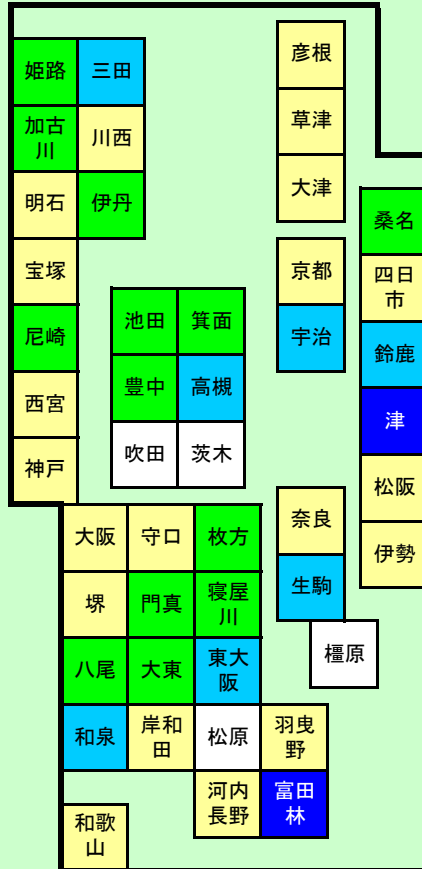 姫路
三田
加古
川
川西
明石
伊丹
宝塚
尼崎
西宮
神戸
池田
箕面
豊中
高槻
吹田
茨木
彦根
草津
大津
京都
宇治
桑名
四日
市
鈴鹿
津
松阪
伊勢
大阪
守口
枚方
堺
門真
寝屋
川
八尾
大東
東大
阪
和泉
岸和
田
松原
羽曳
野
河内
長野
富田
林
和歌
山
奈良
生駒
橿原